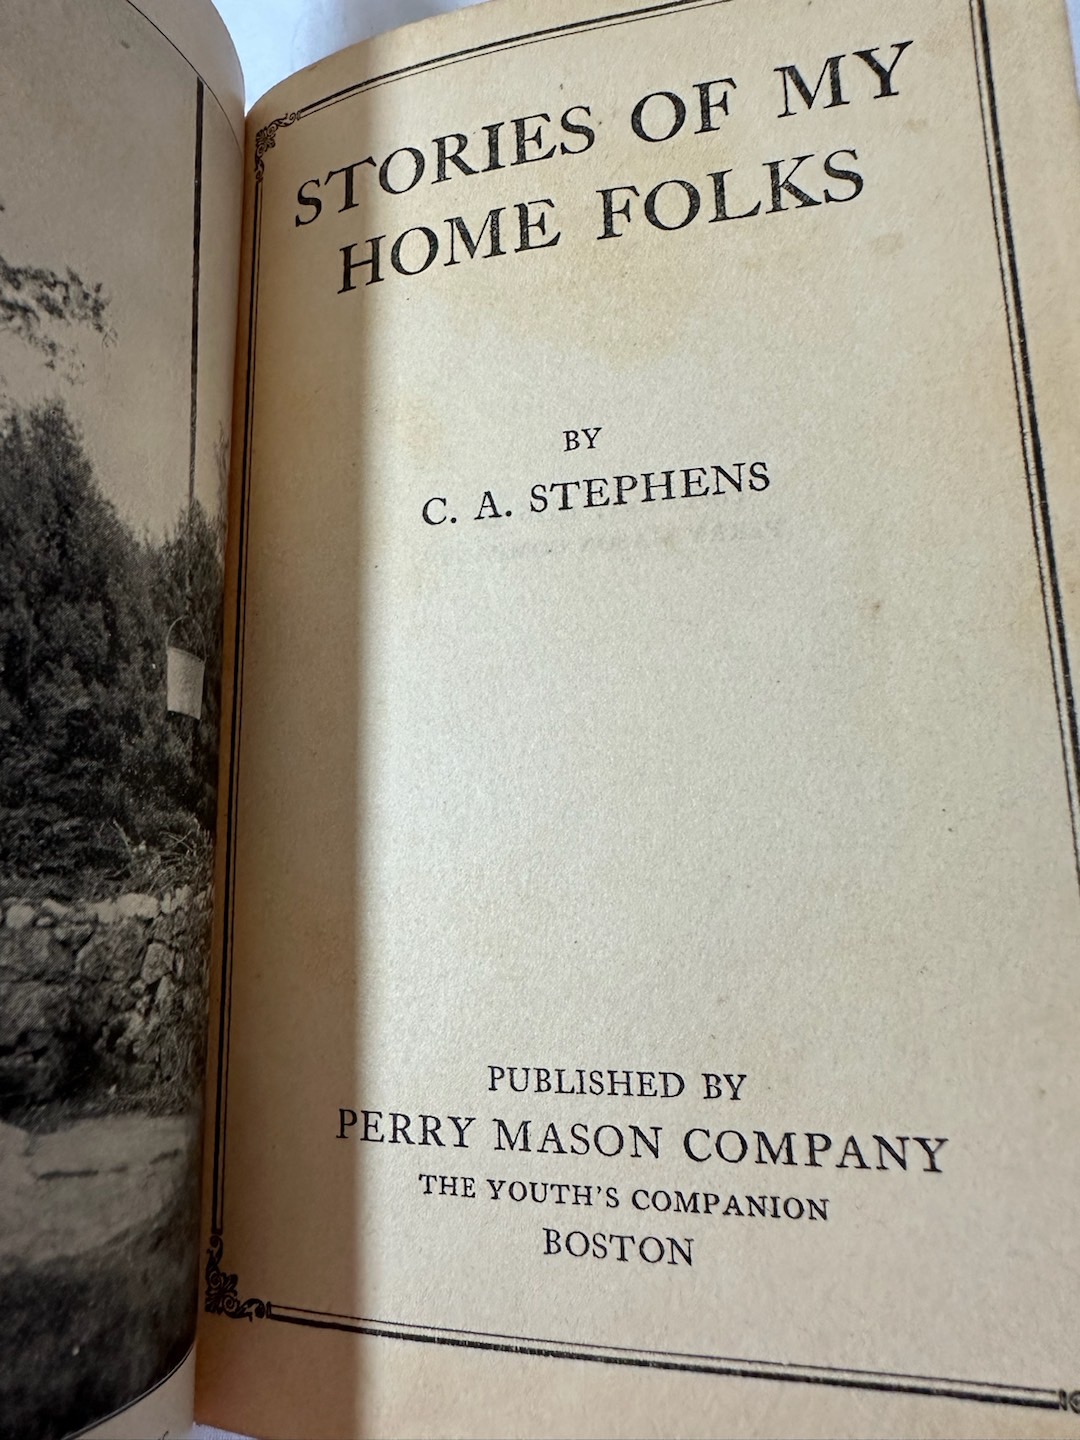 STORIES OF MY
HOME FOLKS
BY
C. A. STEPHENS
PUBLISHED BY
PERRY MASON COMPANY
THE YOUTH'S COMPANION
BOSTON